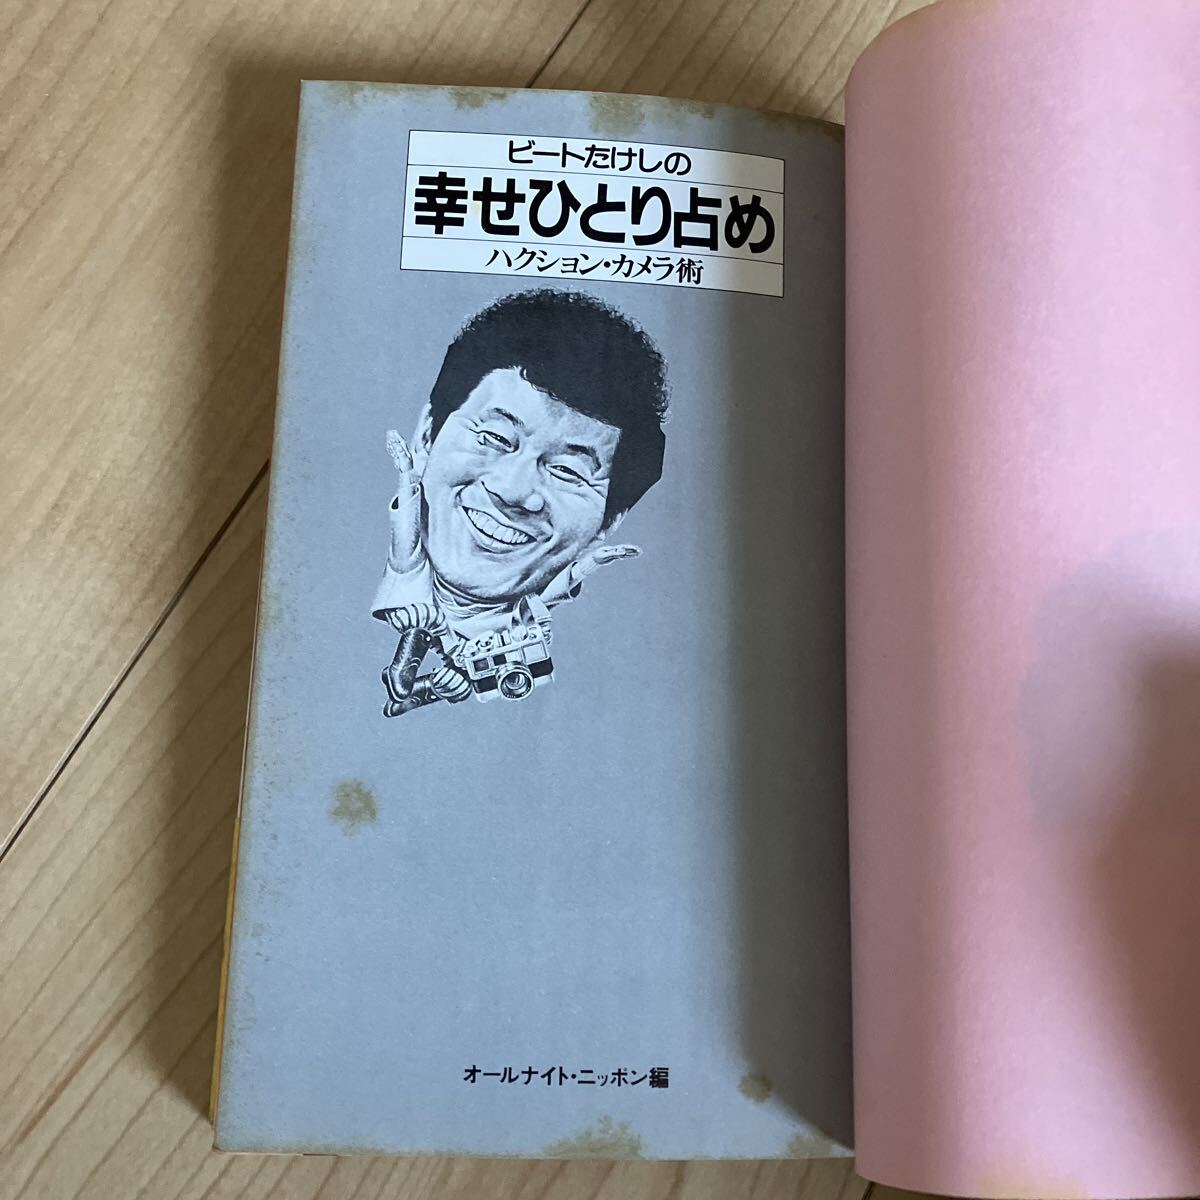 ビートたけしの
幸せひとり占め
ハクション・カメラ術
オールナイト・ニッポン編